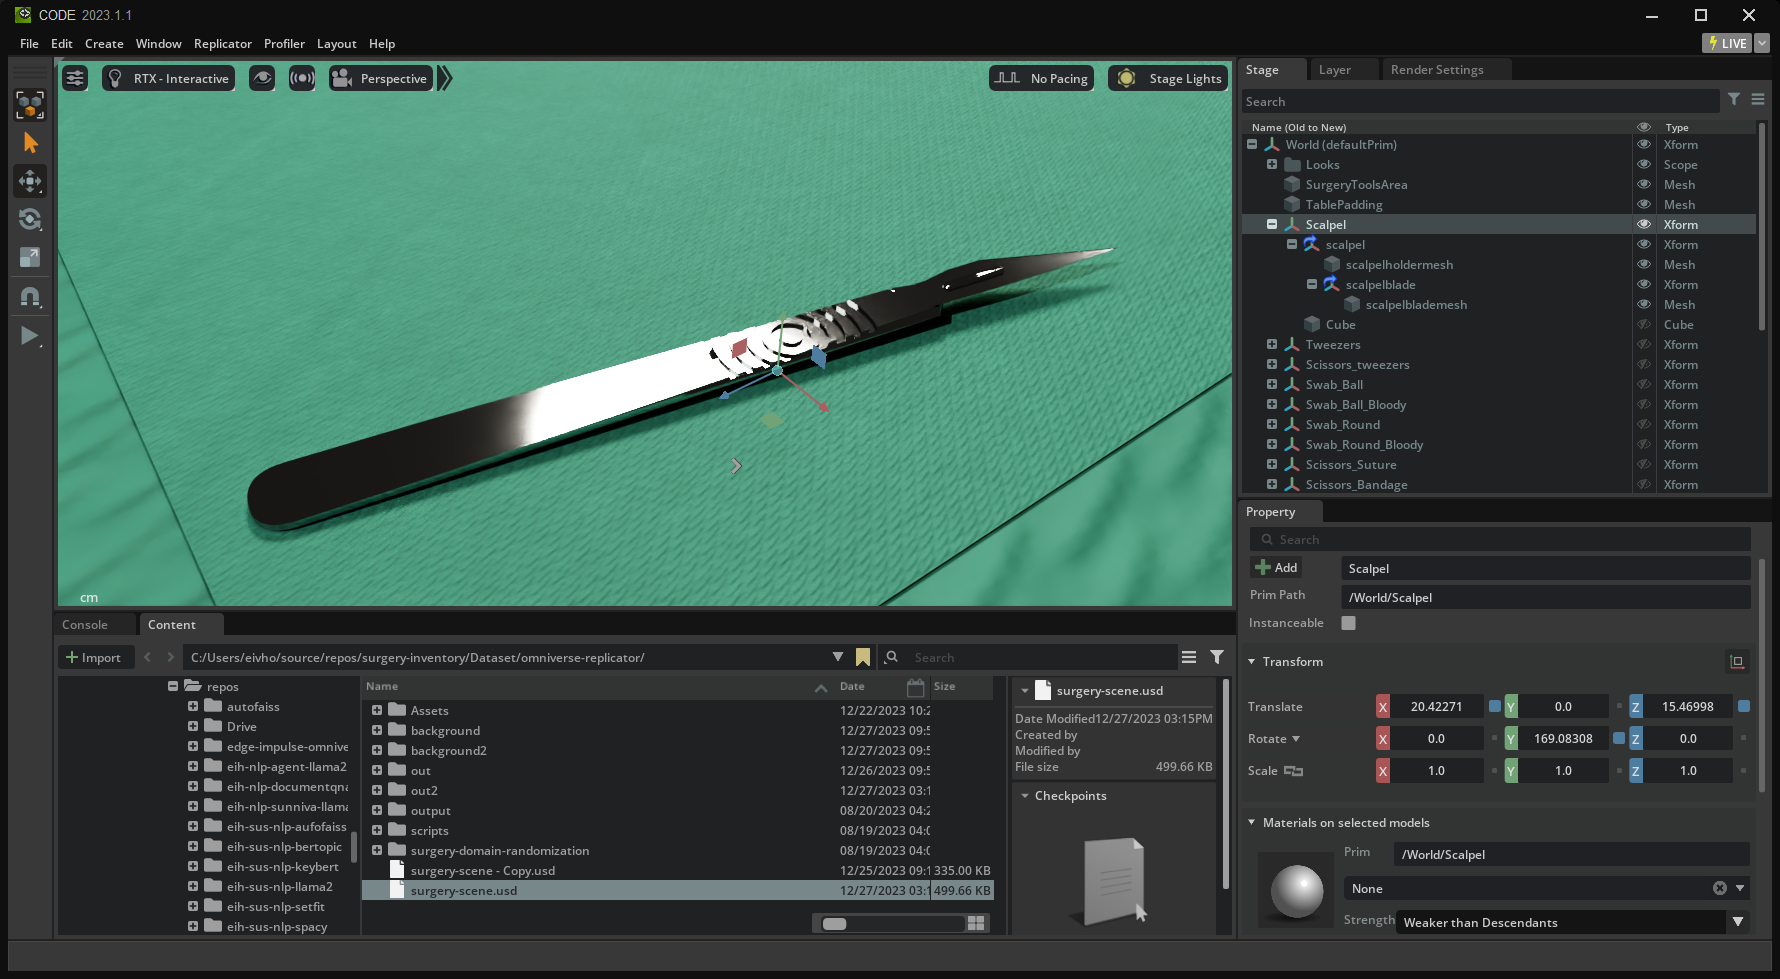 CODE 2023.1.1
File Edit Create Window Replicator Profiler Layout Help
LIVE
RTX - Interactive
Perspective
No Pacing
Stage Lights
cm
Stage Layer Render Settings
Search
Name (Old to New) Type
World (defaultPrim) Xform
Looks Scope
SurgeryToolsArea Mesh
TablePadding Mesh
Scalpel Xform
scalpel Xform
scalpelholdermesh Mesh
scalpelblade Xform
scalpelblademesh Mesh
Cube Cube
Tweezers Xform
Scissors_tweezers Xform
Swab_Ball Xform
Swab_Ball_Bloody Xform
Swab_Round Xform
Swab_Round_Bloody Xform
Scissors_Suture Xform
Scissors_Bandage Xform
Property
Search
Add Scalpel
Prim Path /World/Scalpel
Instanceable
Transform
Translate X 20.42271 Y 0.0 Z 15.46998
Rotate X 0.0 Y 169.08308 Z 0.0
Scale X 1.0 Y 1.0 Z 1.0
Materials on selected models
Prim /World/Scalpel
None
Strength Weaker than Descendants
Console Content
Import C:/Users/eivho/source/repos/surgery-inventory/Dataset/omniverse-replicator/ Search
repos
autofaiss
Drive
edge-impulse-omnive
eih-nlp-agent-llama2
eih-nlp-documentqna
eih-nlp-sunniva-llama
eih-sus-nlp-aufofaiss
eih-sus-nlp-bertopic
eih-sus-nlp-keybert
eih-sus-nlp-llama2
eih-sus-nlp-setfit
eih-sus-nlp-spacy
Name Date Size
Assets 12/22/2023 10:2
background 12/27/2023 09:5
background2 12/27/2023 09:5
out 12/26/2023 09:5
out2 12/27/2023 03:1
output 08/20/2023 04:2
scripts 08/19/2023 04:0
surgery-domain-randomization 08/19/2023 04:0
surgery-scene - Copy.usd 12/25/2023 09:1 335.00 KB
surgery-scene.usd 12/27/2023 03:1 499.66 KB
surgery-scene.usd
Date Modified 12/27/2023 03:15PM
Created by
Modified by
File size 499.66 KB
Checkpoints